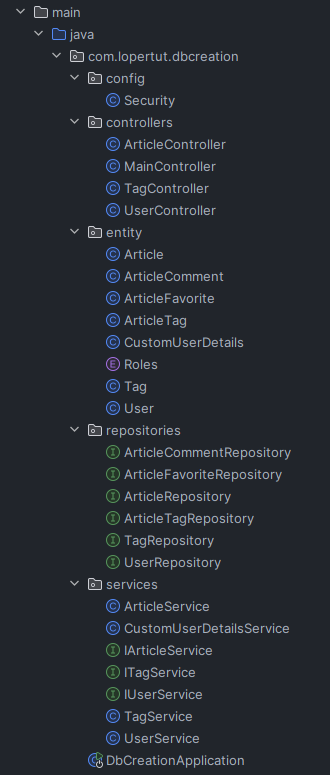 main
java
com.lopertut.dbcreation
config
C Security
controllers
C ArticleController
C MainController
C TagController
C UserController
entity
C Article
C ArticleComment
C ArticleFavorite
C ArticleTag
C CustomUserDetails
E Roles
C Tag
C User
repositories
I ArticleCommentRepository
I ArticleFavoriteRepository
I ArticleRepository
I ArticleTagRepository
I TagRepository
I UserRepository
services
C ArticleService
C CustomUserDetailsService
I IArticleService
I ITagService
I IUserService
C TagService
C UserService
C DbCreationApplication